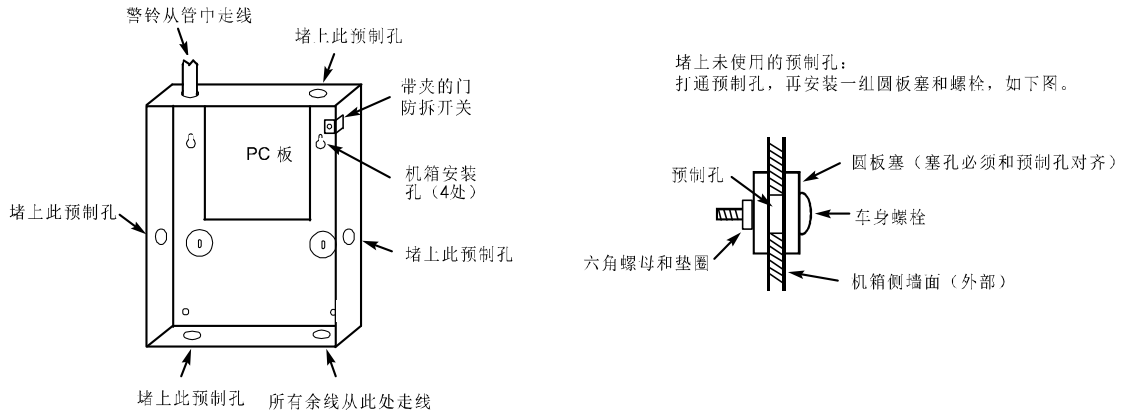 警铃从管中走线
堵上此预制孔
带夹的门
防拆开关
PC 板
机箱安装
孔（4处）
堵上此预制孔
堵上此预制孔
堵上此预制孔
所有余线从此处走线
堵上未使用的预制孔：
打通预制孔，再安装一组圆板塞和螺栓，如下图。
圆板塞（塞孔必须和预制孔对齐）
预制孔
车身螺栓
六角螺母和垫圈
机箱侧墙面（外部）